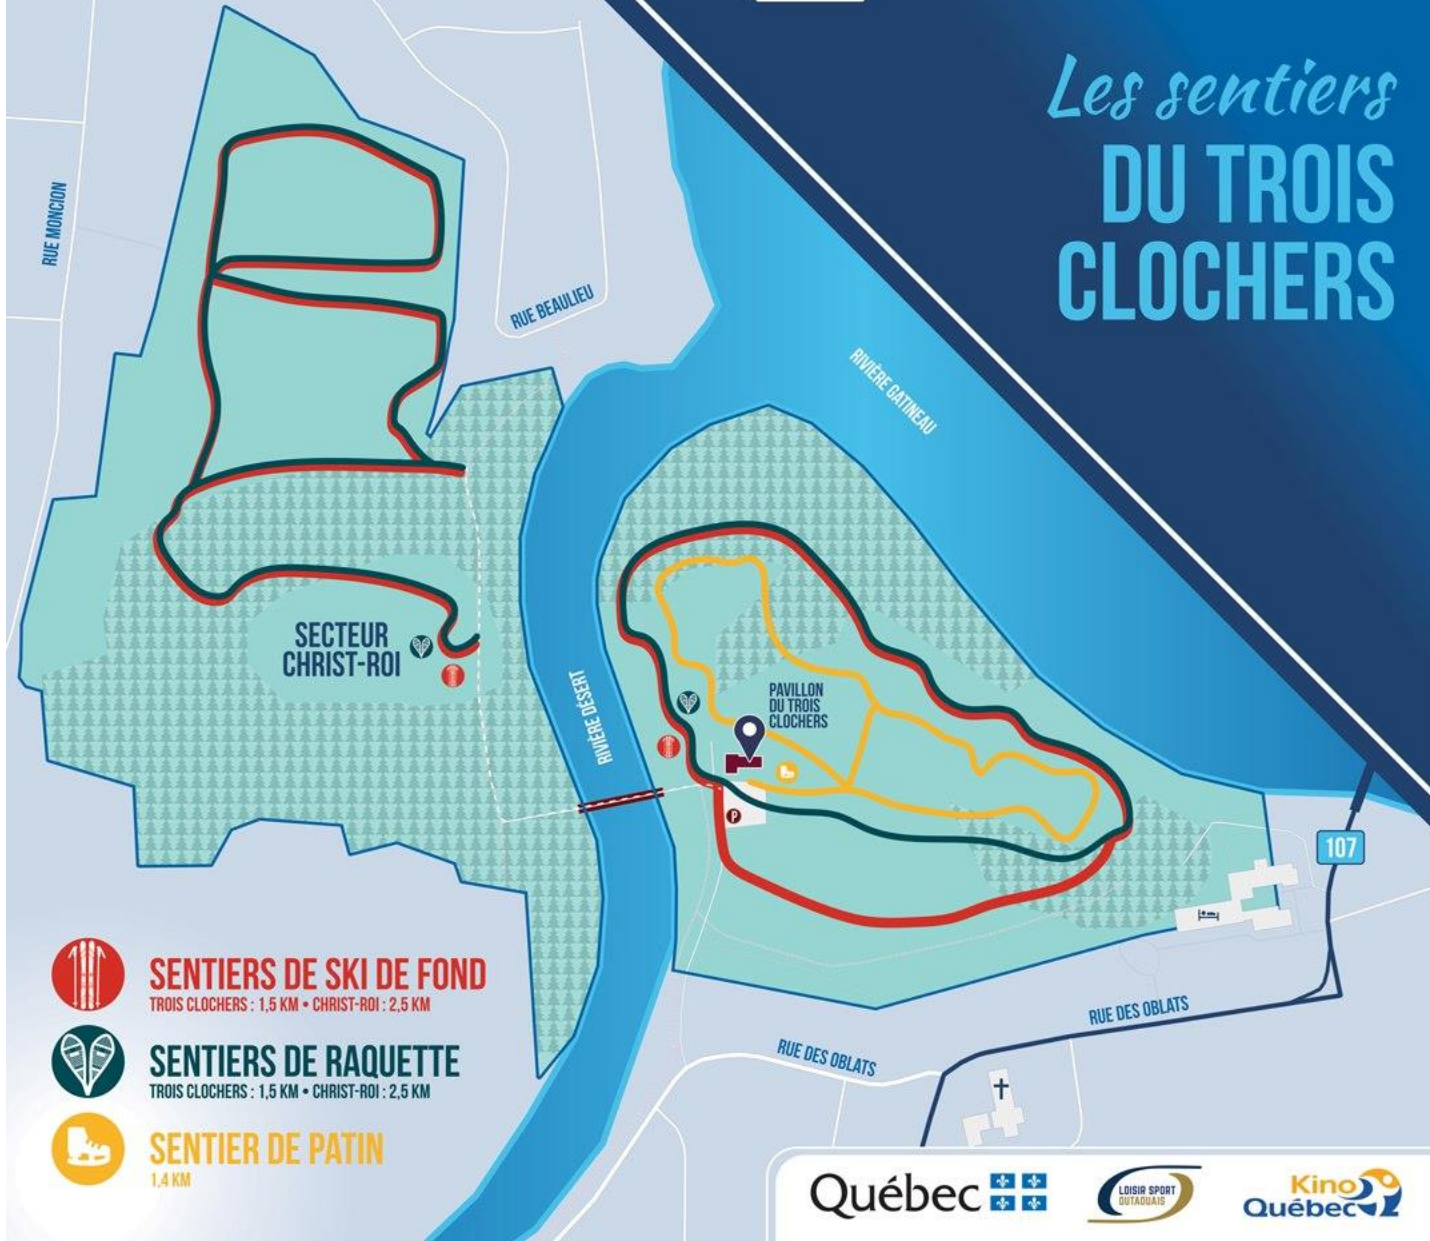 Les sentiers
DU TROIS
CLOCHERS
RUE MONCION
RUE BEAULIEU
RIVIÈRE GATINEAU
SECTEUR
CHRIST-ROI
RIVIÈRE DÉSERT
PAVILLON
DU TROIS
CLOCHERS
P
107
RUE DES OBLATS
RUE DES OBLATS
SENTIERS DE SKI DE FOND
TROIS CLOCHERS : 1,5 KM • CHRIST-ROI : 2,5 KM
SENTIERS DE RAQUETTE
TROIS CLOCHERS : 1,5 KM • CHRIST-ROI : 2,5 KM
SENTIER DE PATIN
1,4 KM
Québec
LOISIR SPORT
OUTAOUAIS
Kino
Québec